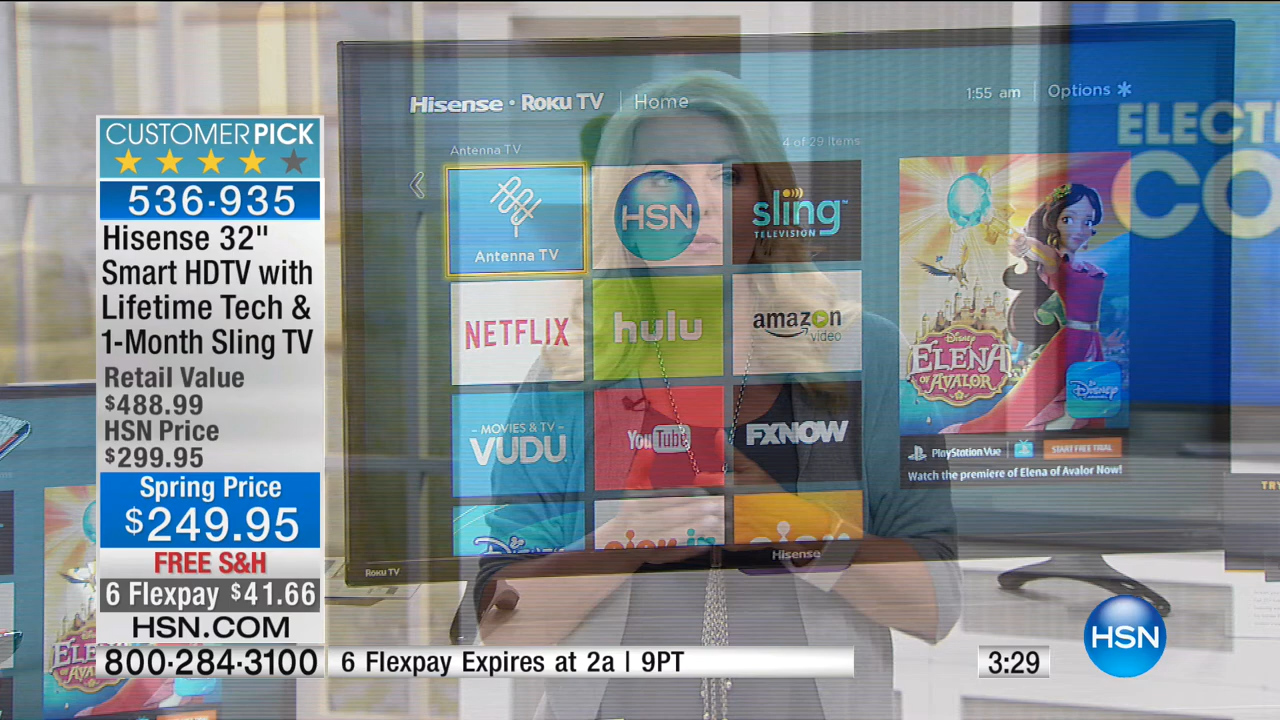 CUSTOMER PICK
536-935
Hisense 32"
Smart HDTV with
Lifetime Tech &
1-Month Sling TV
Retail Value
$488.99
HSN Price
$299.95
Spring Price
$249.95
FREE S&H
6 Flexpay $41.66
HSN.COM
800-284-3100
6 Flexpay Expires at 2a | 9PT
3:29
HSN
Hisense • Roku TV | Home
1:55 am | Options *
Antenna TV
4 of 29 Items
Antenna TV
HSN
sling
TELEVISION
NETFLIX
hulu
amazon
video
MOVIES & TV
VUDU
YouTube
FXNOW
Disney
ELENA
OF AVALOR
Disney
PlayStation Vue
START FREE TRIAL
Watch the premiere of Elena of Avalor Now!
Hisense
Roku TV
ELECT
CO
TRY
ELE